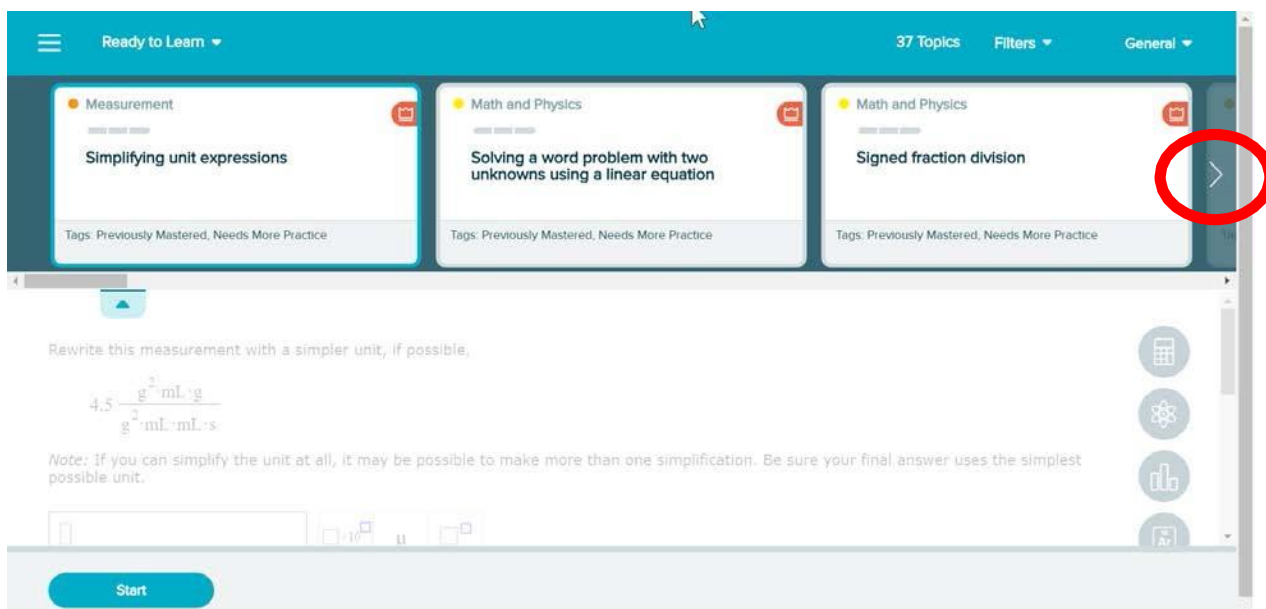 Ready to Learn
37 Topics
Filters
General
Measurement
Simplifying unit expressions
Tags: Previously Mastered, Needs More Practice
Math and Physics
Solving a word problem with two
unknowns using a linear equation
Tags: Previously Mastered, Needs More Practice
Math and Physics
Signed fraction division
Tags: Previously Mastered, Needs More Practice
Rewrite this measurement with a simpler unit, if possible.
4.5 g²·mL·g
g²·mL·mL·s
Note: If you can simplify the unit at all, it may be possible to make more than one simplification. Be sure your final answer uses the simplest
possible unit.
·10 μ
Ar
Start